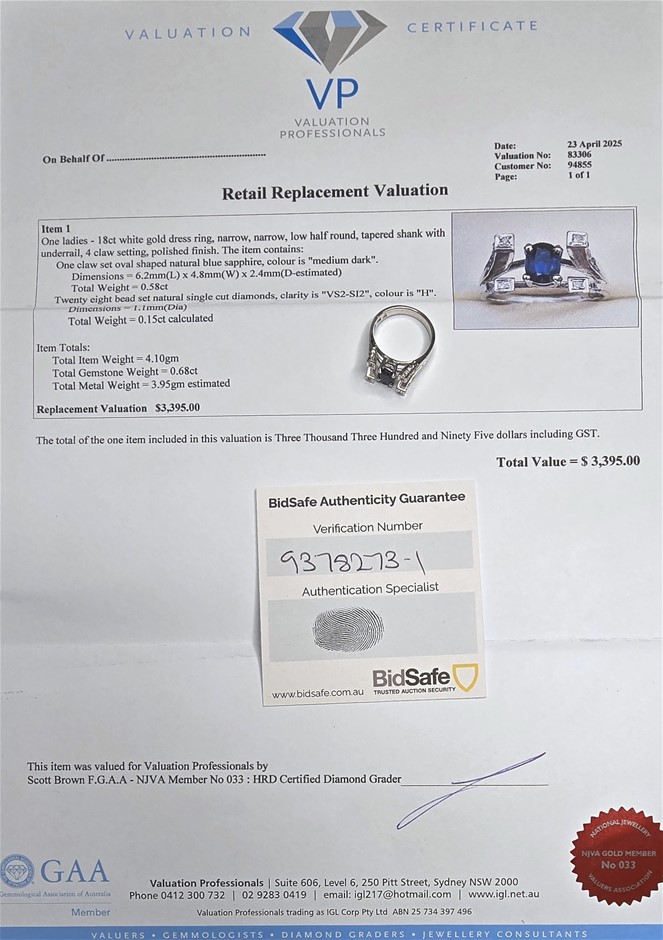 VALUATION CERTIFICATE
VP
VALUATION
PROFESSIONALS
On Behalf Of
Date: 23 April 2025
Valuation No: 83306
Customer No: 94855
Page: 1 of 1
Retail Replacement Valuation
Item 1
One ladies - 18ct white gold dress ring, narrow, narrow, low half round, tapered shank with
underrail, 4 claw setting, polished finish. The item contains:
One claw set oval shaped natural blue sapphire, colour is "medium dark".
Dimensions = 6.2mm(L) x 4.8mm(W) x 2.4mm(D-estimated)
Total Weight = 0.58ct
Twenty eight bead set natural single cut diamonds, clarity is "VS2-SI2", colour is "H".
Dimensions = 1.1mm(Dia)
Total Weight = 0.15ct calculated
Item Totals:
Total Item Weight = 4.10gm
Total Gemstone Weight = 0.68ct
Total Metal Weight = 3.95gm estimated
Replacement Valuation $3,395.00
The total of the one item included in this valuation is Three Thousand Three Hundred and Ninety Five dollars including GST.
Total Value = $ 3,395.00
BidSafe Authenticity Guarantee
Verification Number
9378273-1
Authentication Specialist
www.bidsafe.com.au
BidSafe
TRUSTED AUCTION SECURITY
This item was valued for Valuation Professionals by
Scott Brown F.G.A.A - NJVA Member No 033 : HRD Certified Diamond Grader
NATIONAL JEWELLERY
NJVA GOLD MEMBER
No 033
VALUERS ASSOCIATION
GAA
Gemmological Association of Australia
Member
Valuation Professionals | Suite 606, Level 6, 250 Pitt Street, Sydney NSW 2000
Phone 0412 300 732 | 02 9283 0419 | email: igl217@hotmail.com | www.igl.net.au
Valuation Professionals trading as IGL Corp Pty Ltd ABN 25 734 397 496
VALUERS • GEMMOLOGISTS • DIAMOND GRADERS • JEWELLERY CONSULTANTS